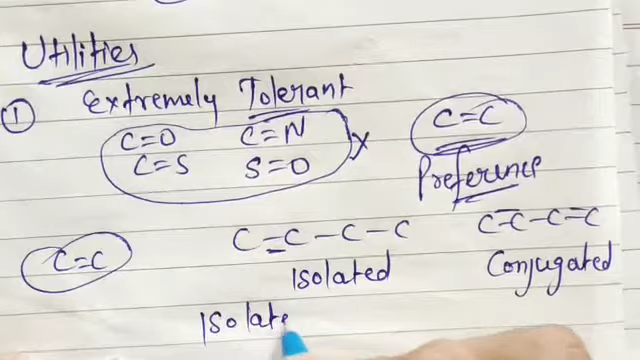 Utilities
① Extremely Tolerant
C=O C=N
C=S S=O X
C=C
Preference
C=C
C=C-C-C
Isolated
C=C-C=C
Conjugated
Isolate